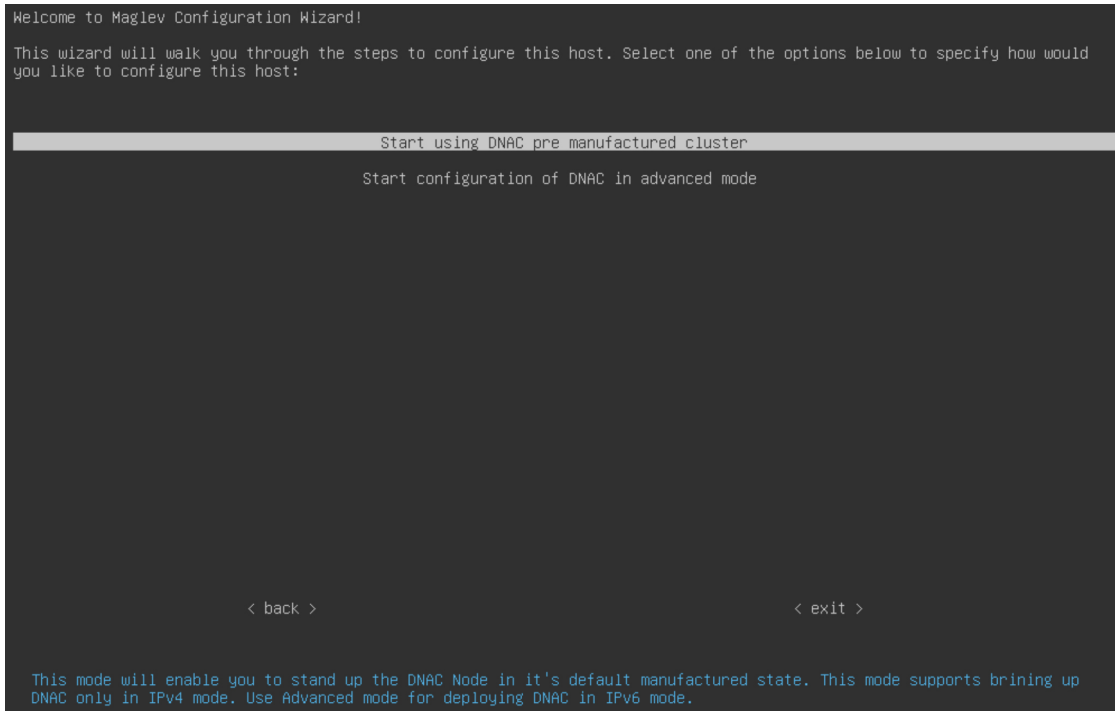 Welcome to Maglev Configuration Wizard!
This wizard will walk you through the steps to configure this host. Select one of the options below to specify how would
you like to configure this host:
Start using DNAC pre manufactured cluster
Start configuration of DNAC in advanced mode
< back >
< exit >
This mode will enable you to stand up the DNAC Node in it's default manufactured state. This mode supports brining up
DNAC only in IPv4 mode. Use Advanced mode for deploying DNAC in IPv6 mode.